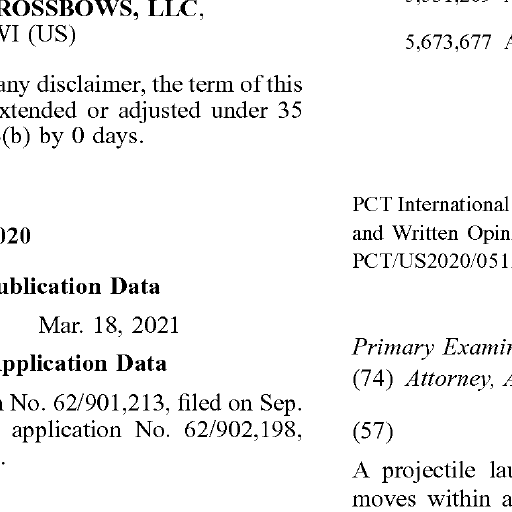 ROSSBOWS, LLC,
WI (US)
any disclaimer, the term of this
xtended or adjusted under 35
(b) by 0 days.
020
ublication Data
Mar. 18, 2021
pplication Data
No. 62/901,213, filed on Sep.
application No. 62/902,198,
5,673,677
PCT International
and Written Opin
PCT/US2020/051
Primary Examin
(74) Attorney, A
(57)
A projectile lau
moves within a